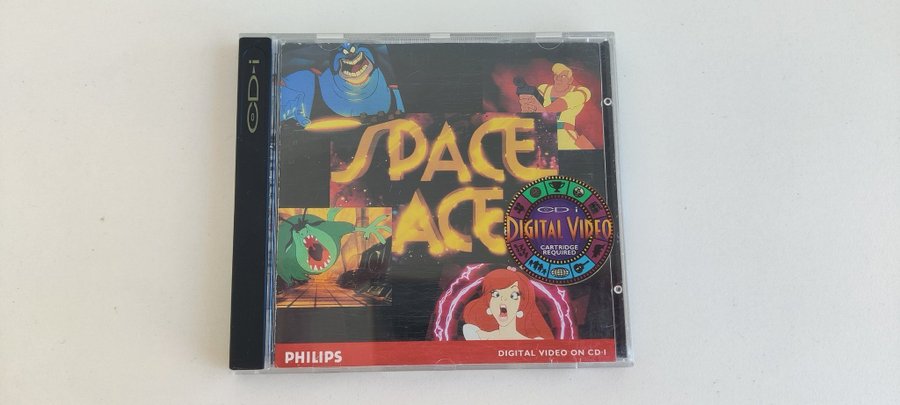 CD-i
SPACE
ACE
CD-i
DIGITAL VIDEO
CARTRIDGE
REQUIRED
PHILIPS
DIGITAL VIDEO ON CD-I